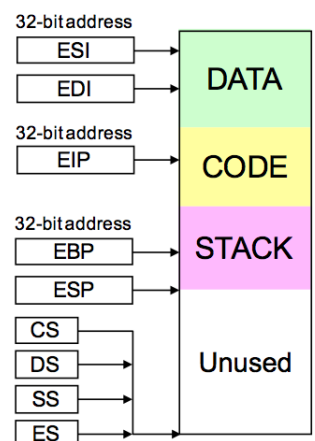 32-bit address
ESI
EDI
DATA
32-bit address
EIP
CODE
32-bit address
EBP
STACK
ESP
CS
DS
Unused
SS
ES